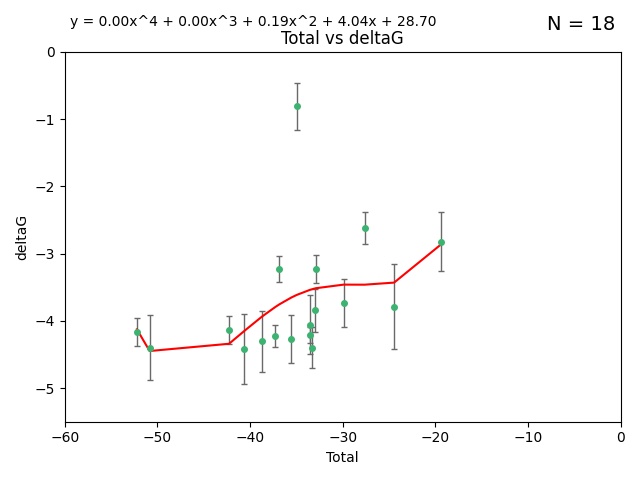 y = 0.00x^4 + 0.00x^3 + 0.19x^2 + 4.04x + 28.70
N = 18
Total vs deltaG
0
−1
−2
−3
−4
−5
deltaG
−60
−50
−40
−30
−20
−10
0
Total